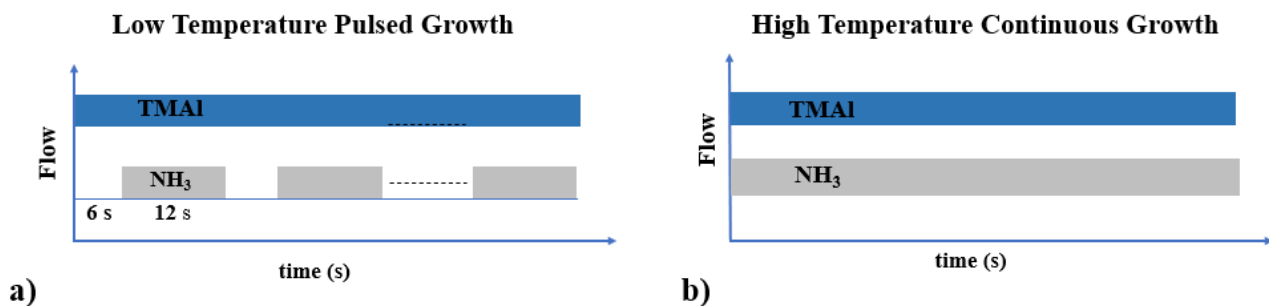 Low Temperature Pulsed Growth
TMAl
Flow
NH₃
6 s
12 s
time (s)
a)
High Temperature Continuous Growth
TMAl
Flow
NH₃
time (s)
b)